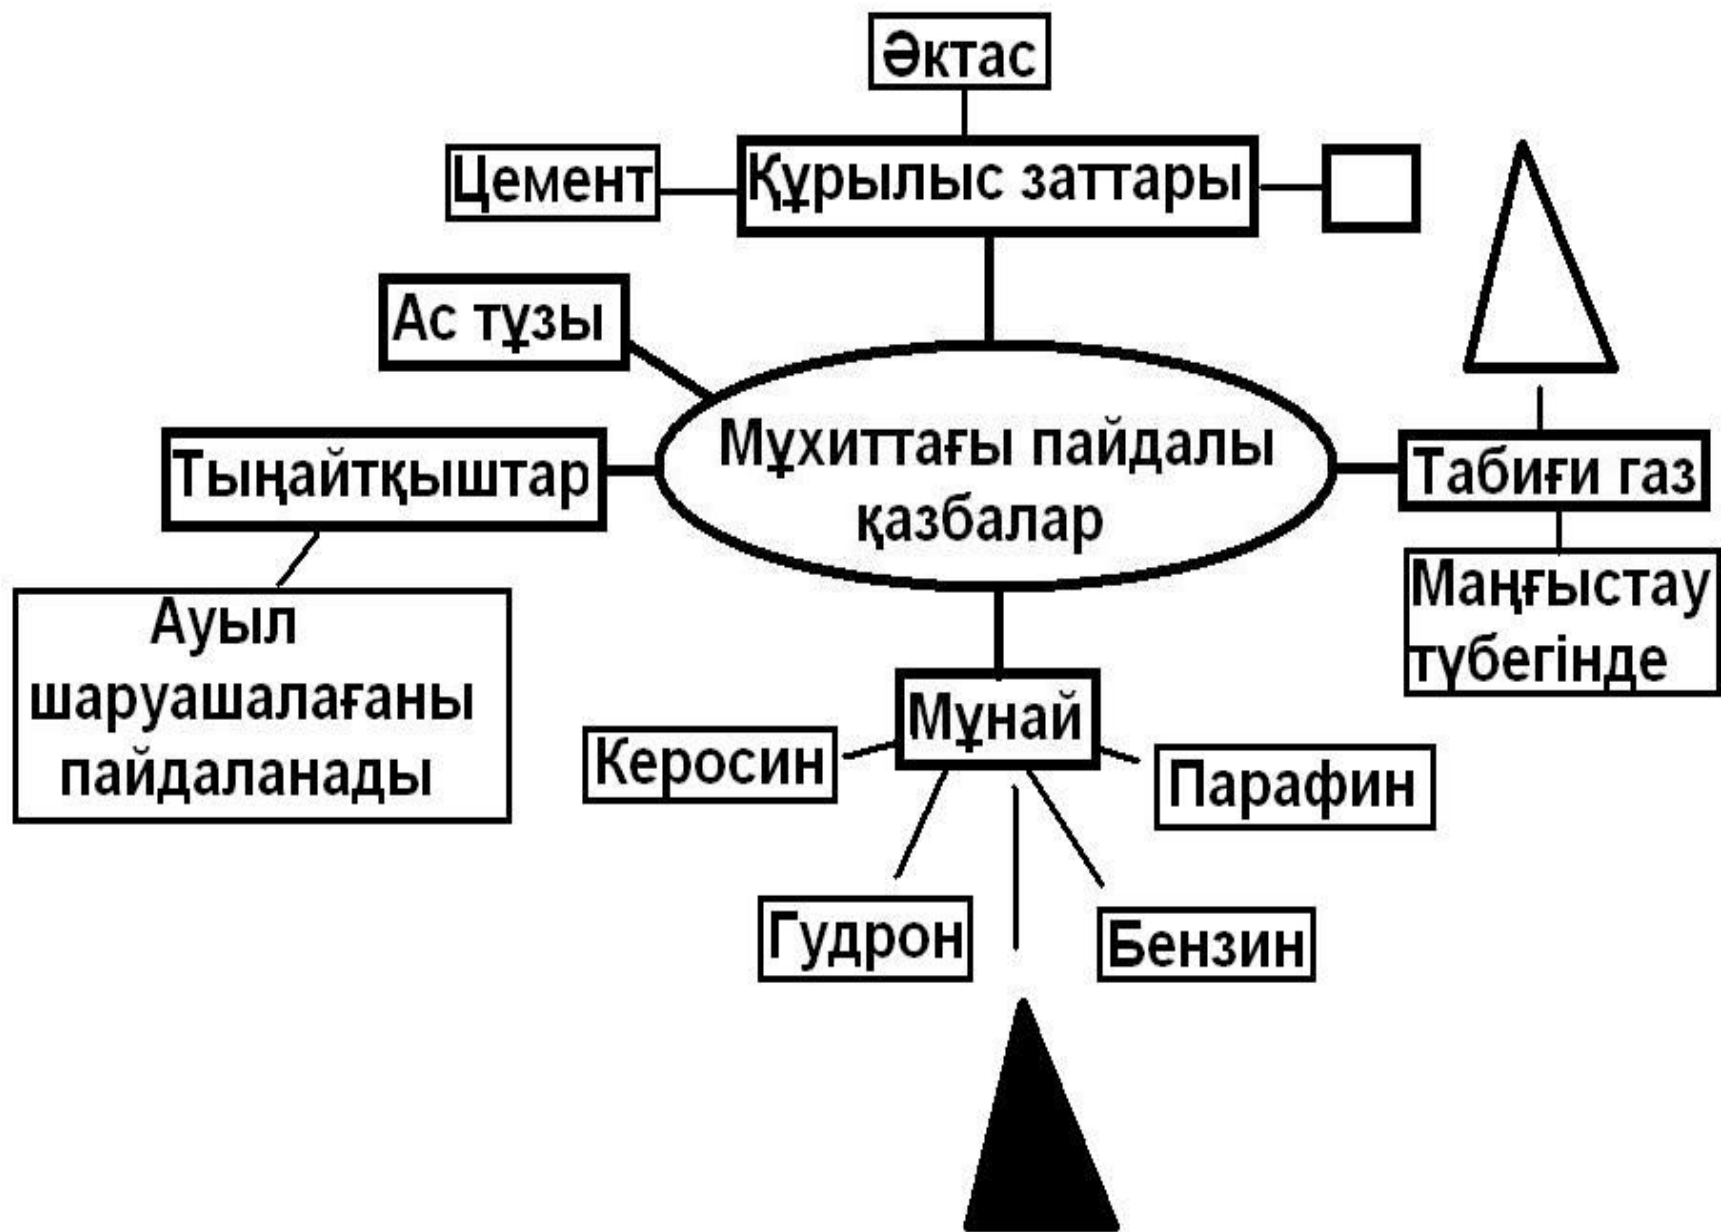 Әктас
Цемент
Құрылыс заттары
Ас тұзы
Мұхиттағы пайдалы
қазбалар
Тыңайтқыштар
Табиғи газ
Ауыл
шаруашалағаны
пайдаланады
Маңғыстау
түбегінде
Мұнай
Керосин
Парафин
Гудрон
Бензин